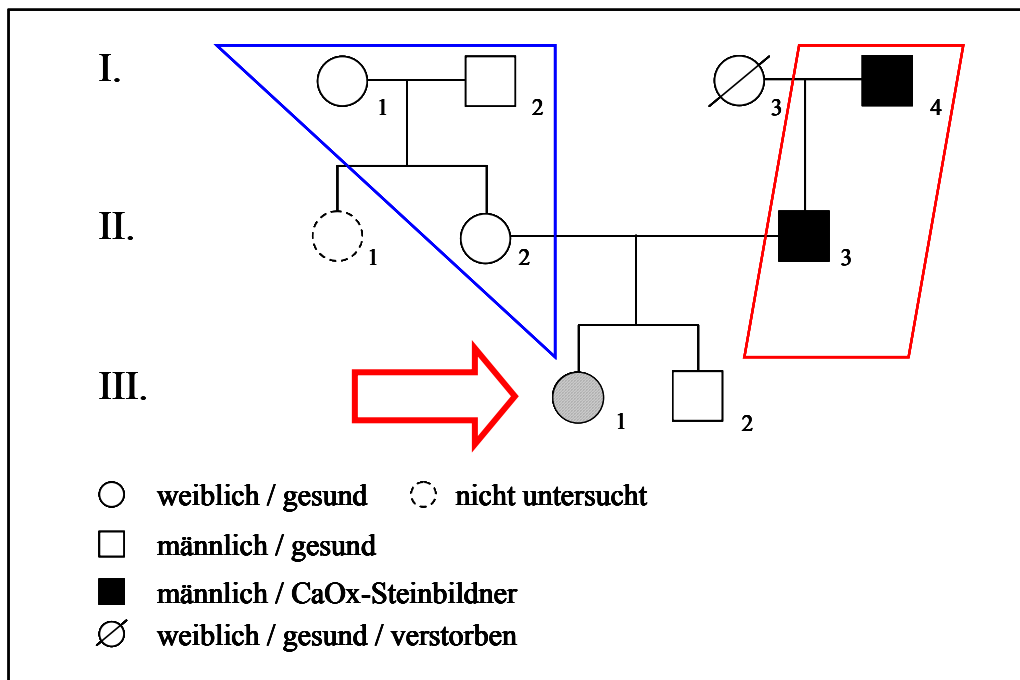 I.
1 2 3 4
II.
1 2 3
III.
1 2
weiblich / gesund nicht untersucht
männlich / gesund
männlich / CaOx-Steinbildner
weiblich / gesund / verstorben